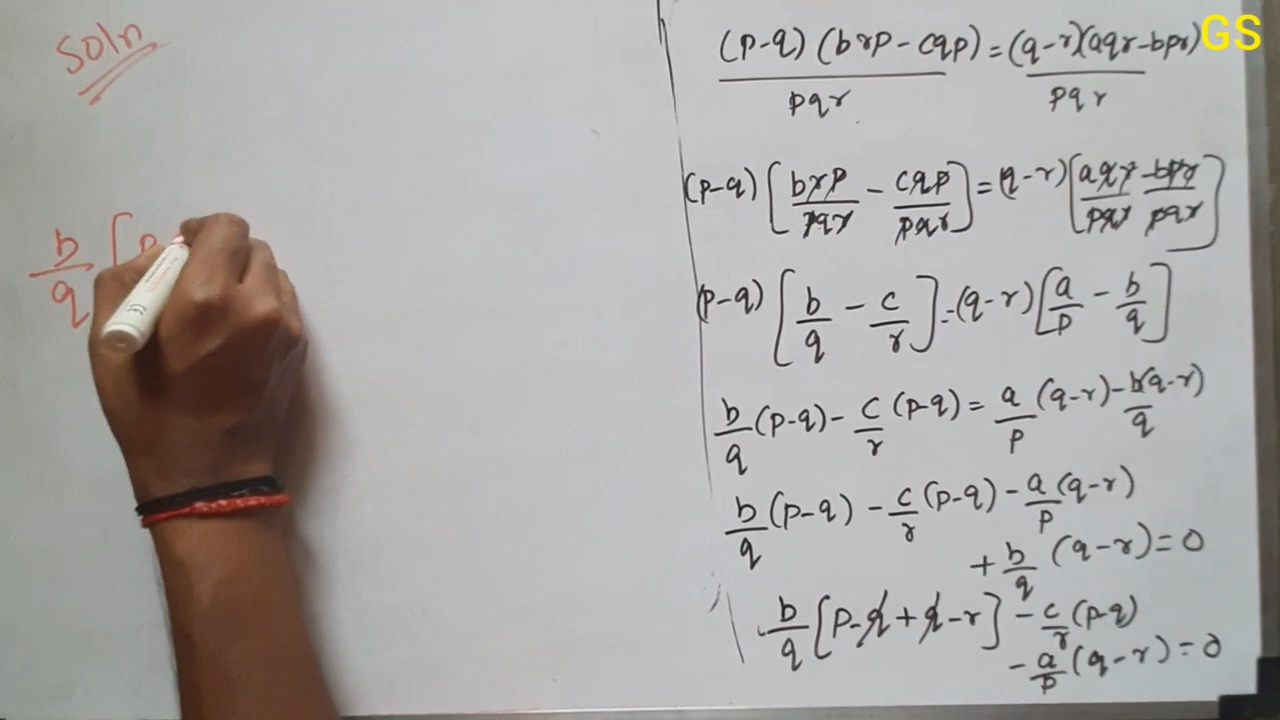 Soln
b/q [p
(p-q) (brp - cqp) / pqr = (q-r)(aqr-bpr) / pqr
(p-q) [brp/pqr - cqp/pqr] = (q-r) [aqr/pqr - bpr/pqr]
(p-q) [b/q - c/r] = (q-r) [a/p - b/q]
b/q (p-q) - c/r (p-q) = a/p (q-r) - b(q-r)/q
b/q (p-q) - c/r (p-q) - a/p (q-r)
+ b/q (q-r) = 0
b/q [p-q+q-r] - c/r (p-q)
- a/p (q-r) = 0
GS